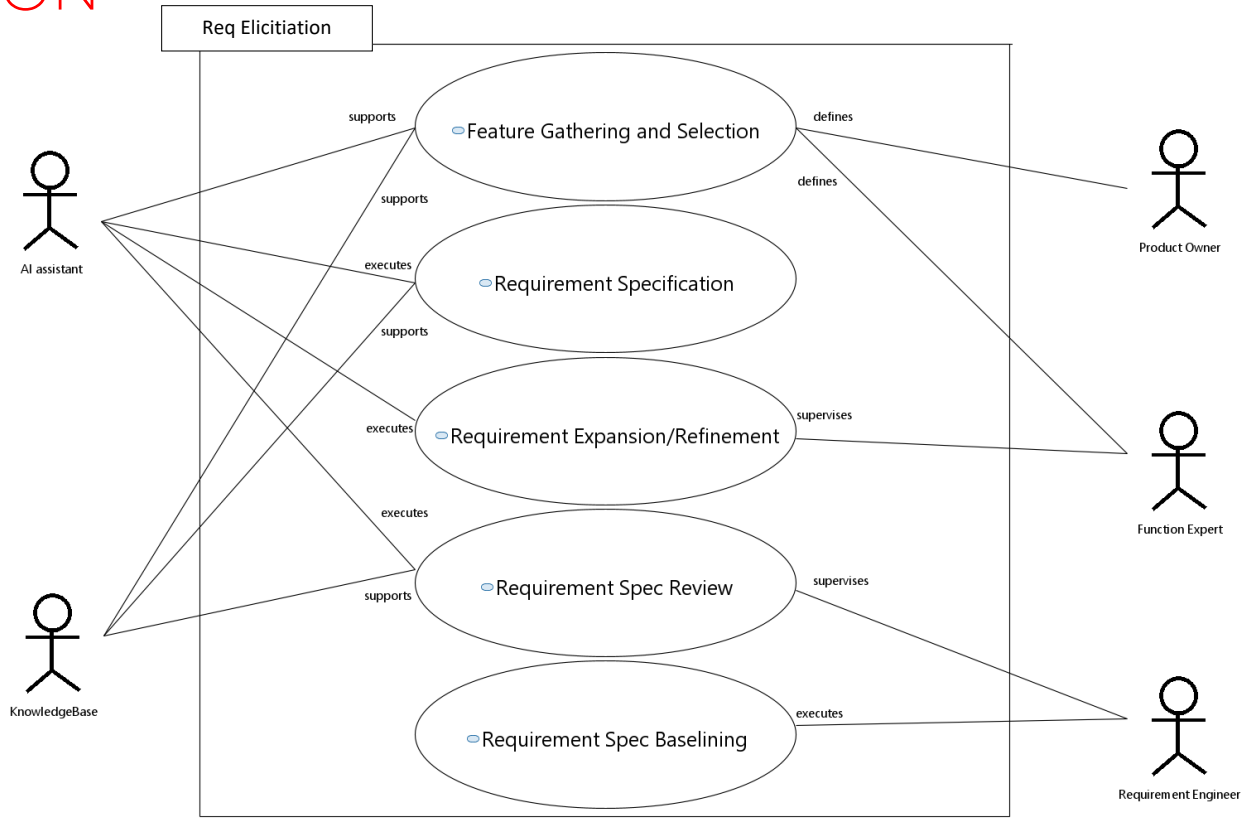 ON
Req Elicitiation
supports
defines
Feature Gathering and Selection
defines
supports
AI assistant
Product Owner
executes
Requirement Specification
supports
supervises
executes
Requirement Expansion/Refinement
executes
Function Expert
supervises
Requirement Spec Review
supports
KnowledgeBase
executes
Requirement Spec Baselining
Requirement Engineer